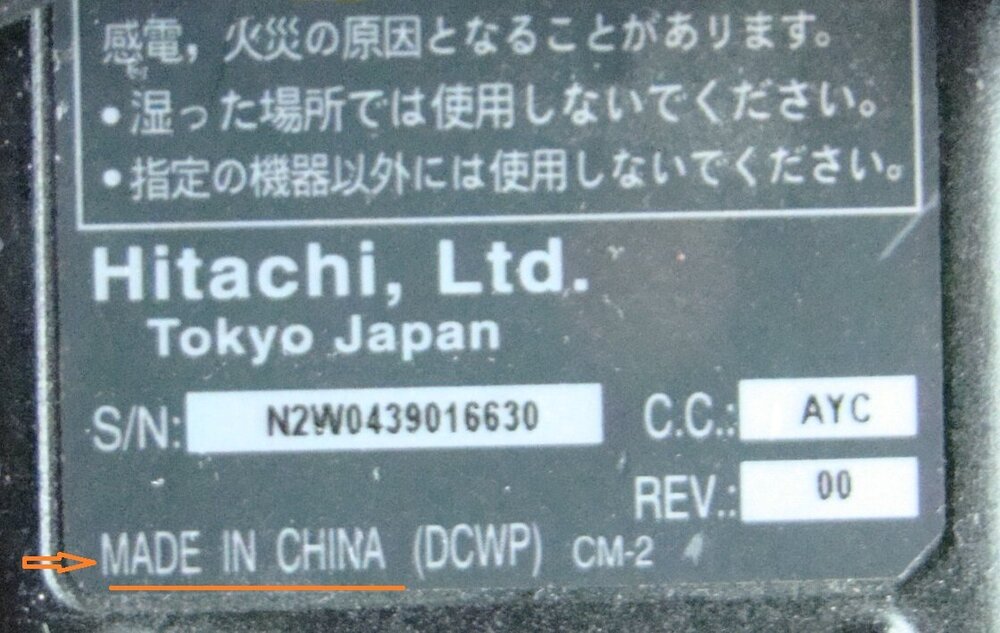 感電，火災の原因となることがあります。
•湿った場所では使用しないでください。
•指定の機器以外には使用しないでください。
Hitachi, Ltd.
Tokyo Japan
S/N: N2W0439016630 C.C.: AYC
REV.: 00
MADE IN CHINA (DCWP) CM-2